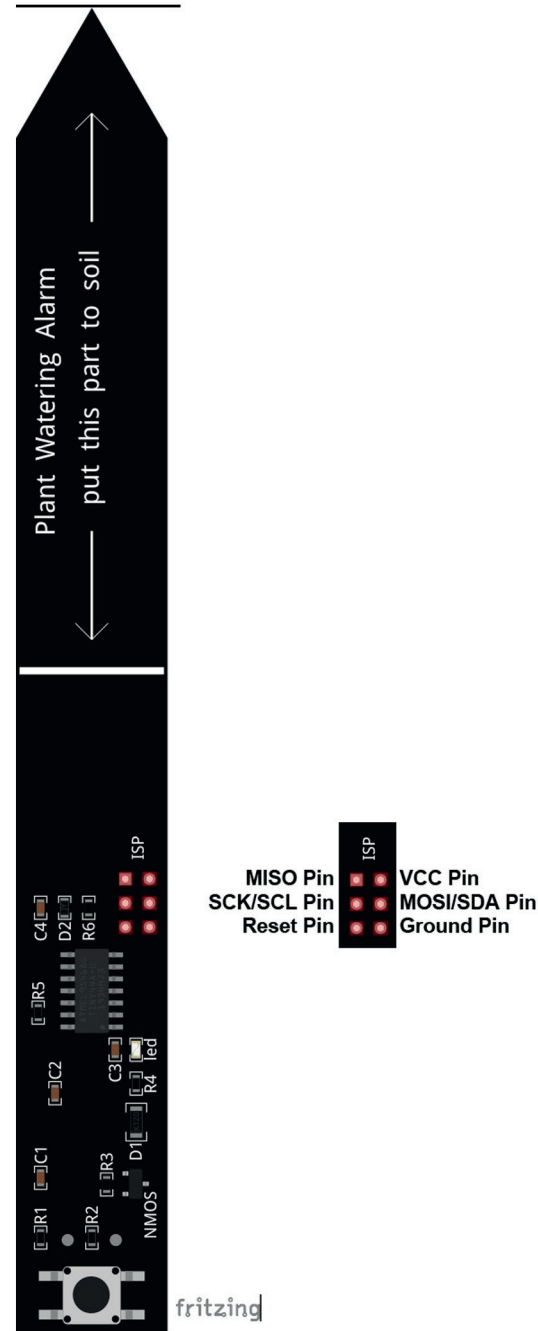 Plant Watering Alarm
put this part to soil
ISP
C4
D2
R6
R5
C3
led
C2
R4
D1
C1
R3
NMOS
R1
R2
ISP
MISO Pin VCC Pin
SCK/SCL Pin MOSI/SDA Pin
Reset Pin Ground Pin
fritzing